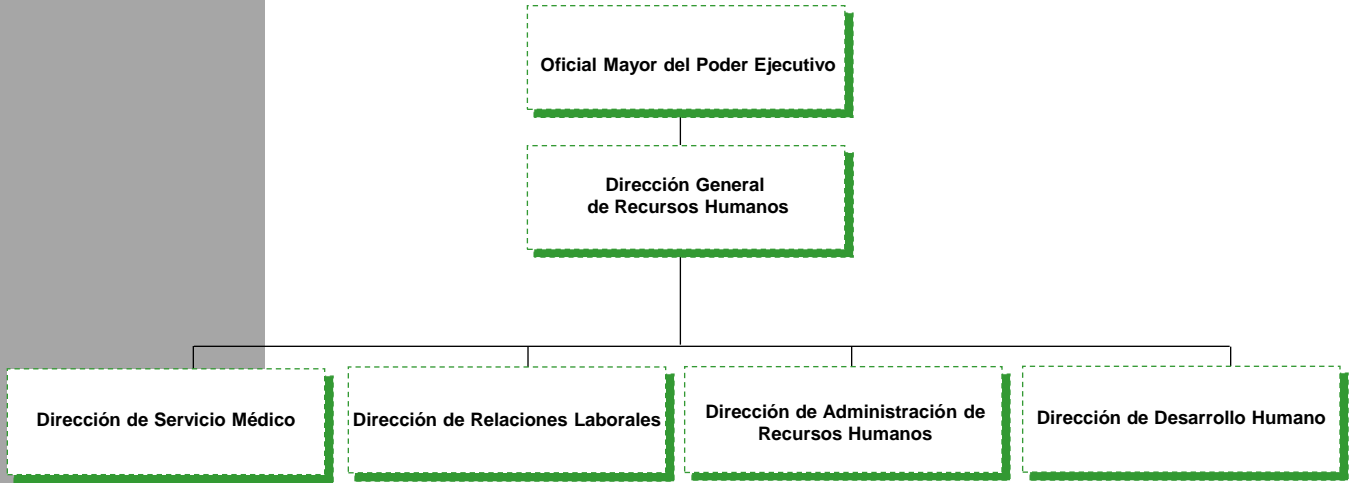 Oficial Mayor del Poder Ejecutivo
Dirección General
de Recursos Humanos
Dirección de Servicio Médico
Dirección de Relaciones Laborales
Dirección de Administración de
Recursos Humanos
Dirección de Desarrollo Humano